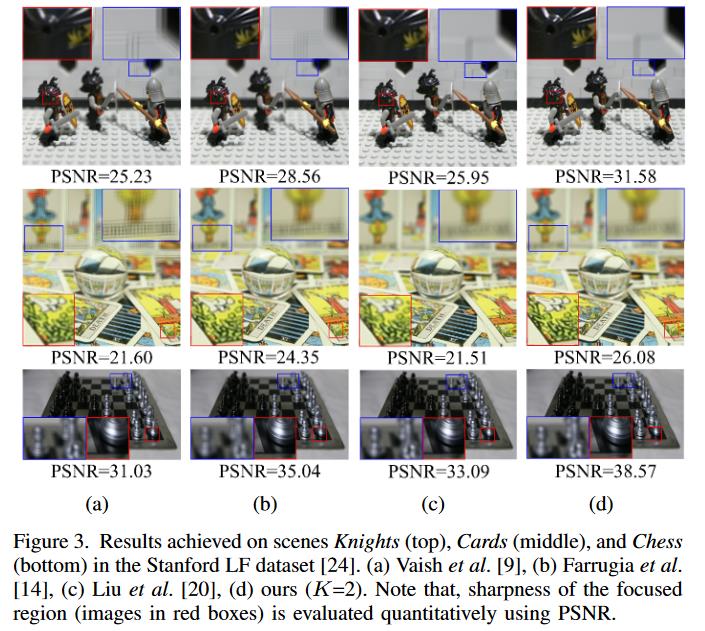 PSNR=25.23 PSNR=28.56 PSNR=25.95 PSNR=31.58
DEATH DEATH DEATH DEATH
PSNR=21.60 PSNR=24.35 PSNR=21.51 PSNR=26.08
PSNR=31.03 PSNR=35.04 PSNR=33.09 PSNR=38.57
(a) (b) (c) (d)
Figure 3. Results achieved on scenes Knights (top), Cards (middle), and Chess
(bottom) in the Stanford LF dataset [24]. (a) Vaish et al. [9], (b) Farrugia et al.
[14], (c) Liu et al. [20], (d) ours (K=2). Note that, sharpness of the focused
region (images in red boxes) is evaluated quantitatively using PSNR.